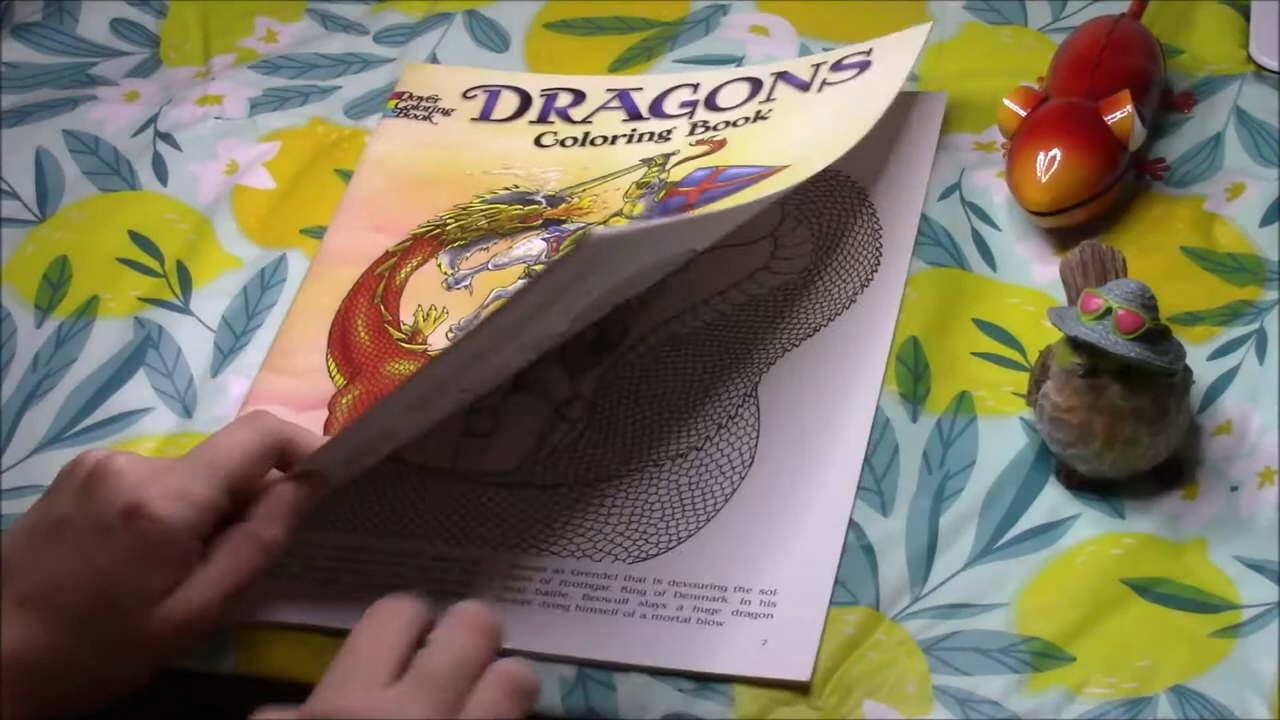 Dover
Coloring
Book
DRAGONS
Coloring Book
as Grendel that is devouring the sol-
of Hrothgar, King of Denmark. In his
battle, Beowulf slays a huge dragon
dying himself of a mortal blow.
7